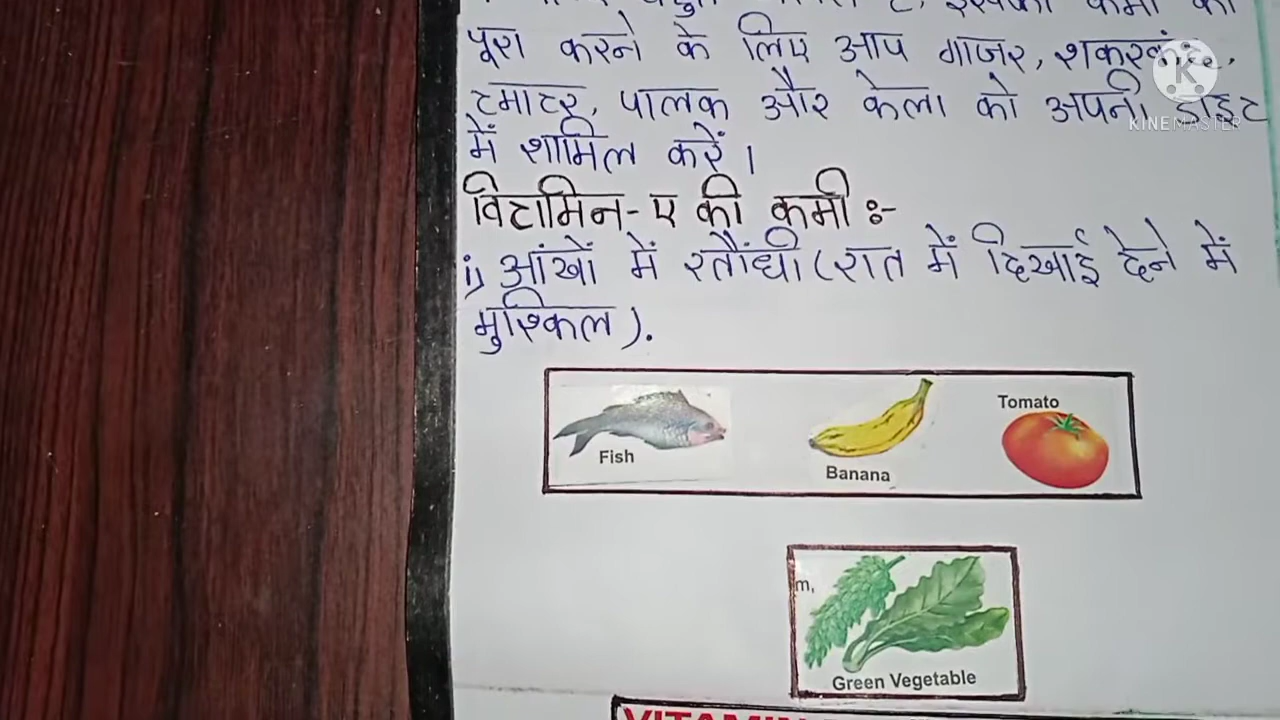 पूरा करने के लिए आप गाजर, शकरकंद,
टमाटर, पालक और केला को अपनी डाइट
में शामिल करें।
विटामिन-ए की कमी :-
i) आंखों में रतौंधी (रात में दिखाई देने में
मुश्किल).
Fish
Banana
Tomato
m,
Green Vegetable
VITAMIN
KINEMASTER